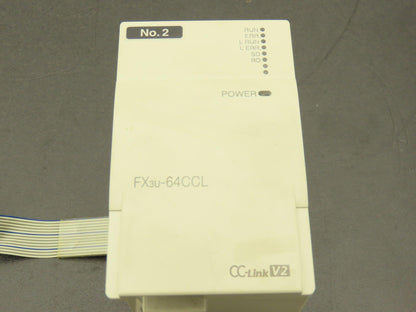 No. 2
RUN
ERR.
L RUN
L ERR.
SD
RD
POWER
FX3U-64CCL
CC-Link V2